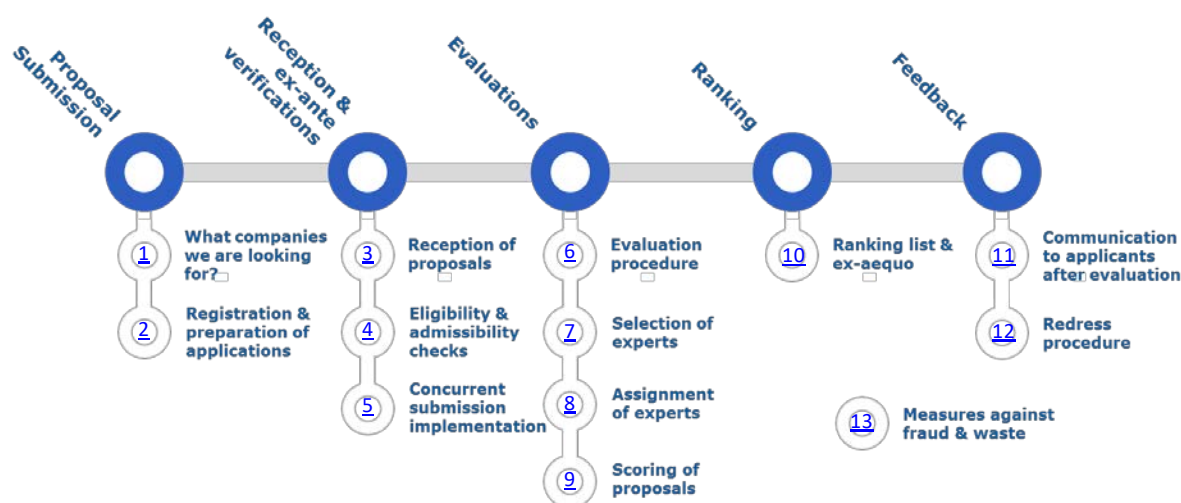 Proposal
Submission
Reception &
ex-ante
verifications
Evaluations
Ranking
Feedback
1
What companies
we are looking
for?
2
Registration &
preparation of
applications
3
Reception of
proposals
4
Eligibility &
admissibility
checks
5
Concurrent
submission
implementation
6
Evaluation
procedure
7
Selection of
experts
8
Assignment
of experts
9
Scoring of
proposals
10
Ranking list &
ex-aequo
11
Communication
to applicants
after evaluation
12
Redress
procedure
13
Measures against
fraud & waste